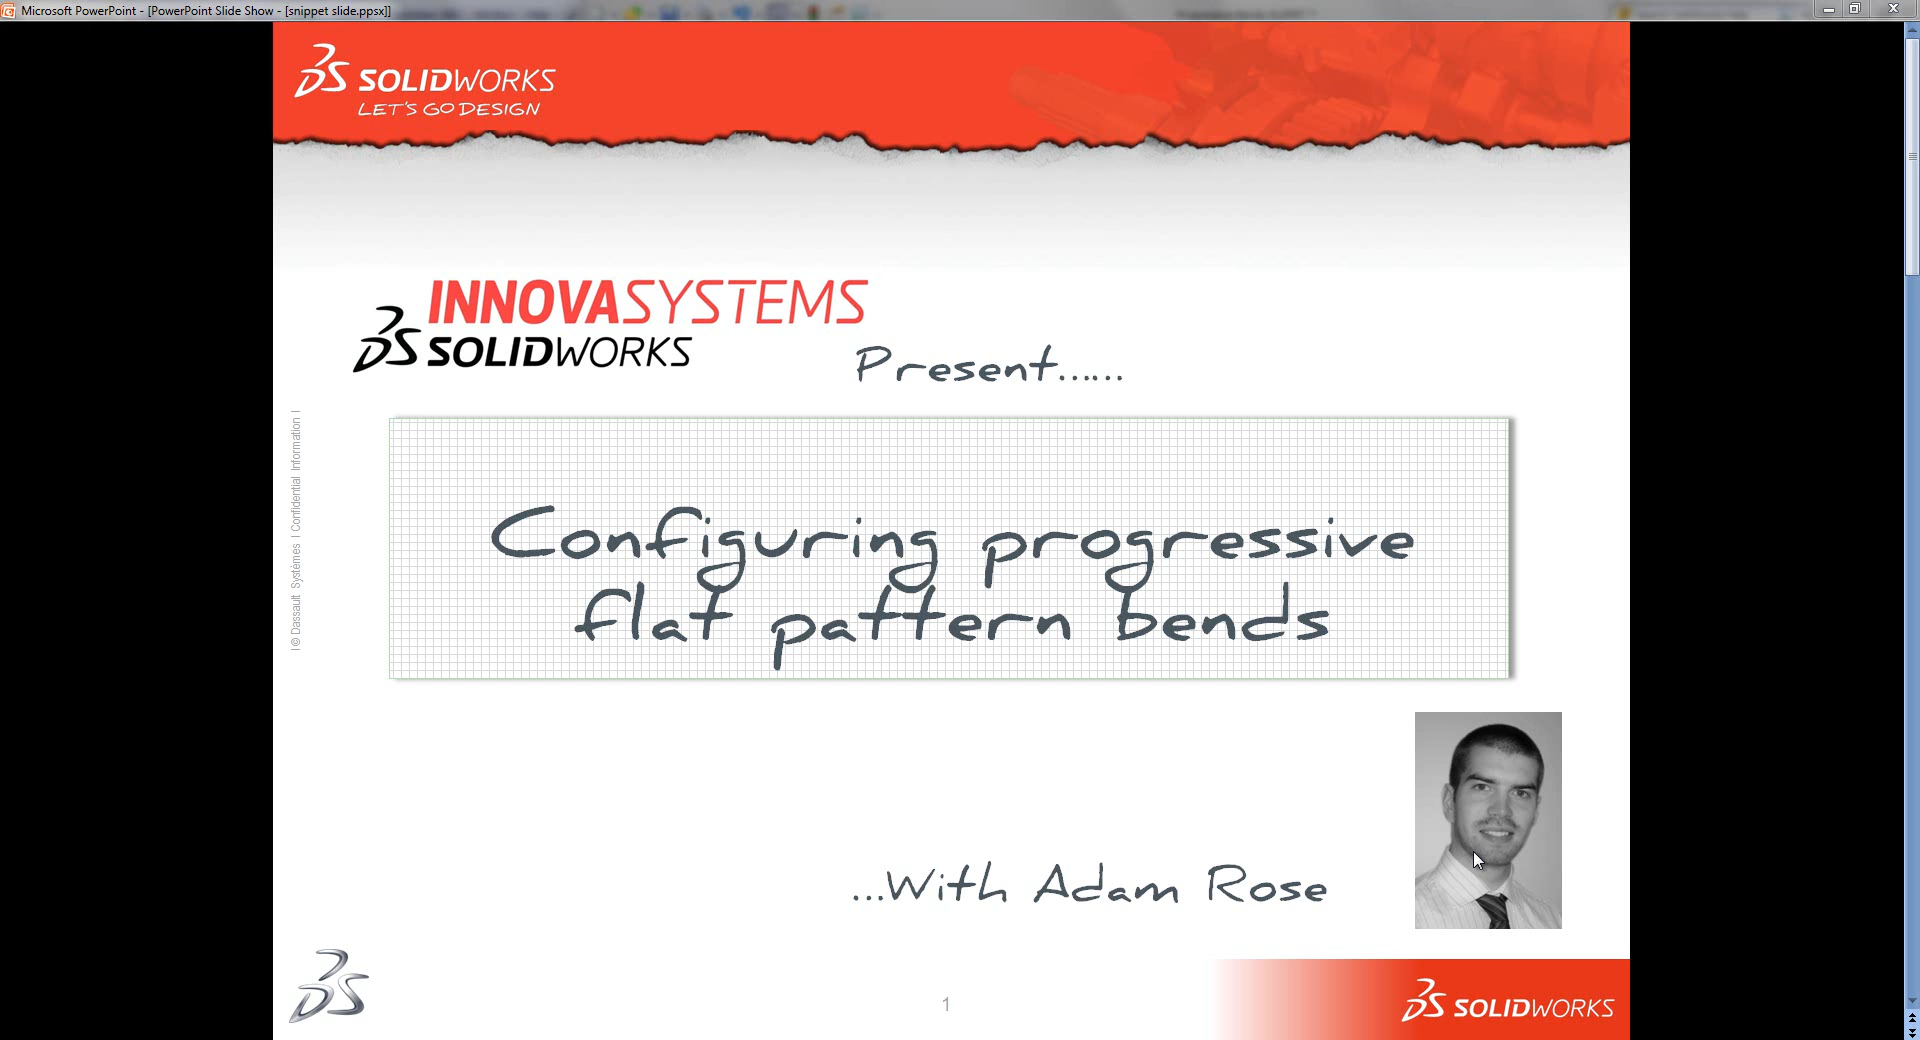 Microsoft PowerPoint - [PowerPoint Slide Show - [snippet slide.ppsx]]
SOLIDWORKS
LET'S GO DESIGN
INNOVASYSTEMS
SOLIDWORKS
Present......
I © Dassault Systèmes I Confidential Information I
Configuring progressive
flat pattern bends
...With Adam Rose
1
SOLIDWORKS